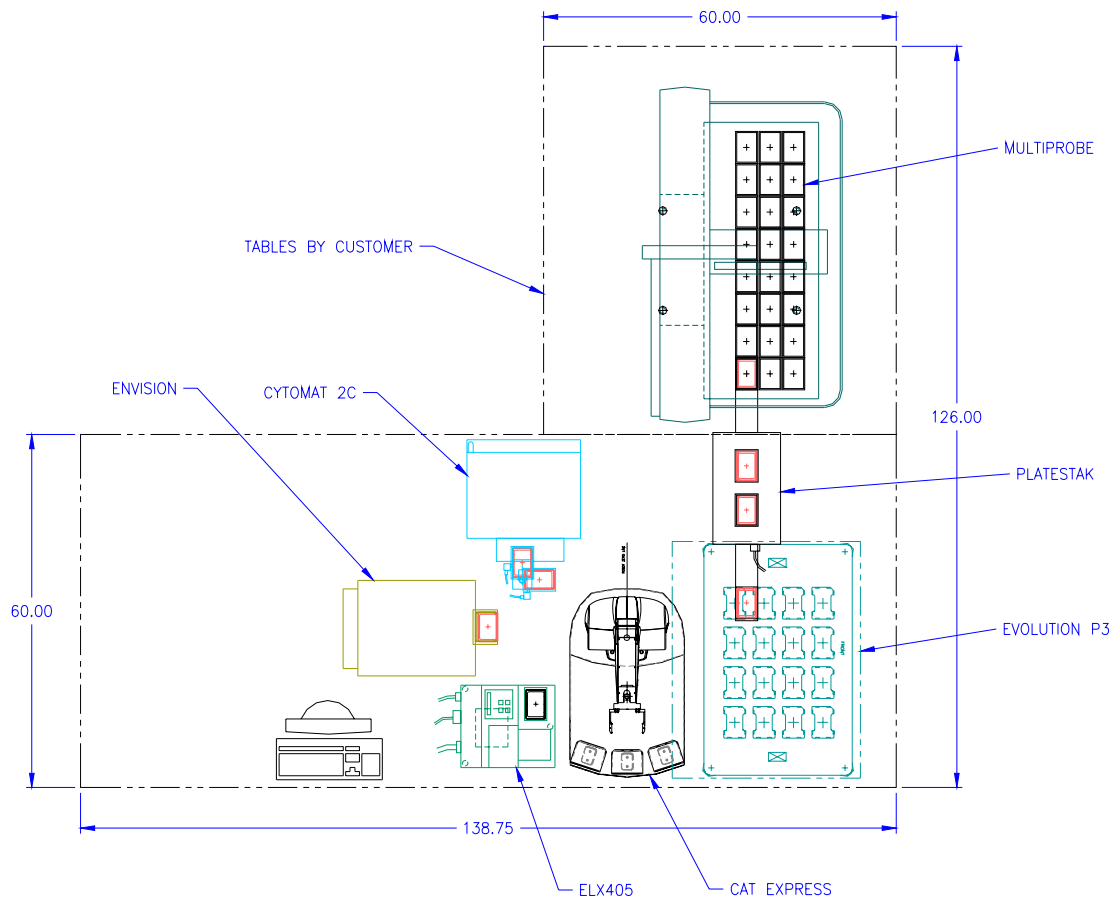 60.00
MULTIPROBE
TABLES BY CUSTOMER
ENVISION
CYTOMAT 2C
126.00
PLATESTAK
60.00
EVOLUTION P3
138.75
ELX405
CAT EXPRESS